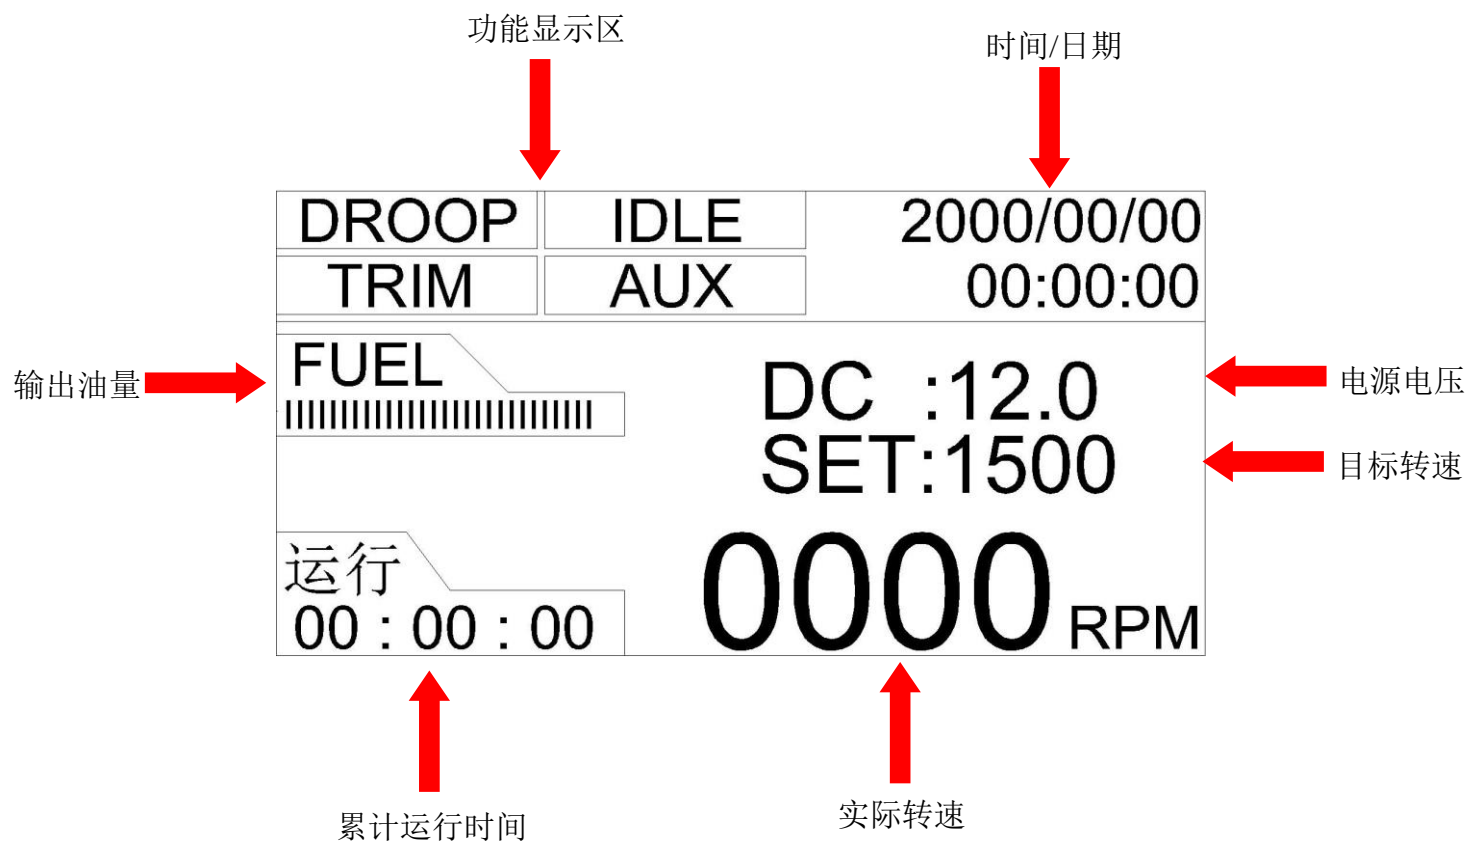 功能显示区
时间/日期
DROOP
IDLE
2000/00/00
TRIM
AUX
00:00:00
输出油量
FUEL
DC :12.0
电源电压
SET:1500
目标转速
运行
00 : 00 : 00
0000 RPM
累计运行时间
实际转速